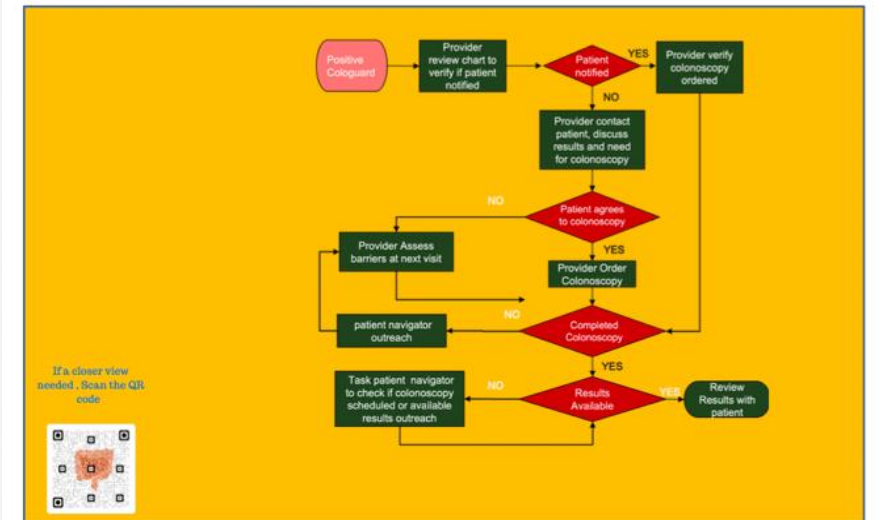 Positive
Cologuard
Provider
review chart to
verify if patient
notified
Patient
notified
YES
Provider verify
colonoscopy
ordered
NO
Provider contact
patient, discuss
results and need
for colonoscopy
NO
Patient agrees
to colonoscopy
Provider Assess
barriers at next visit
YES
Provider Order
Colonoscopy
patient navigator
outreach
NO
Completed
Colonoscopy
YES
If a closer view
needed , Scan the QR
code
Task patient navigator
to check if colonoscopy
scheduled or available
results outreach
NO
Results
Available
YES
Review
Results with
patient